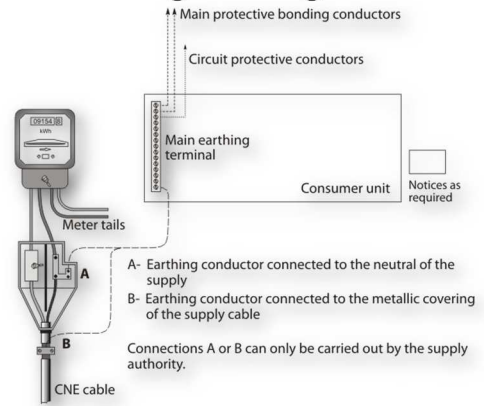 Main protective bonding conductors
Circuit protective conductors
09154 B
kWh
Main earthing
terminal
Consumer unit
Notices as
required
Meter tails
A
A- Earthing conductor connected to the neutral of the
supply
B- Earthing conductor connected to the metallic covering
of the supply cable
B
Connections A or B can only be carried out by the supply
authority.
CNE cable